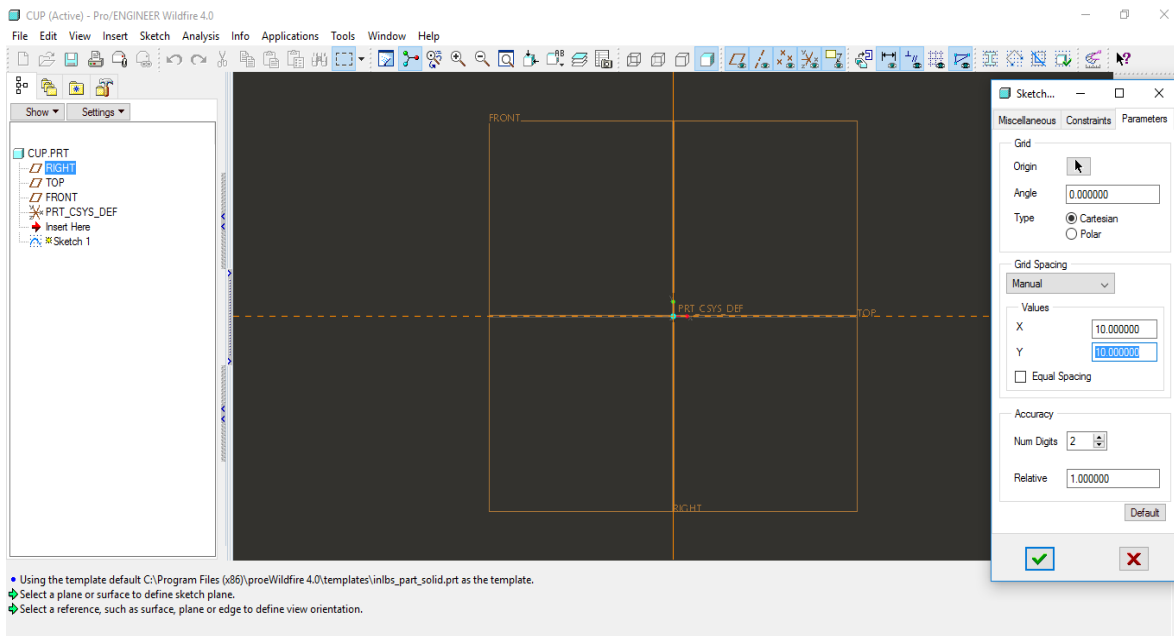 CUP (Active) - Pro/ENGINEER Wildfire 4.0
File Edit View Insert Sketch Analysis Info Applications Tools Window Help
Show Settings
CUP.PRT
RIGHT
TOP
FRONT
PRT_CSYS_DEF
Insert Here
Sketch 1
FRONT
PRT_CSYS_DEF
TOP
RIGHT
Sketch...
Miscellaneous Constraints Parameters
Grid
Origin
Angle 0.000000
Type Cartesian
Polar
Grid Spacing
Manual
Values
X 10.000000
Y 10.000000
Equal Spacing
Accuracy
Num Digits 2
Relative 1.000000
Default
Using the template default C:\Program Files (x86)\proeWildfire 4.0\templates\inlbs_part_solid.prt as the template.
Select a plane or surface to define sketch plane.
Select a reference, such as surface, plane or edge to define view orientation.